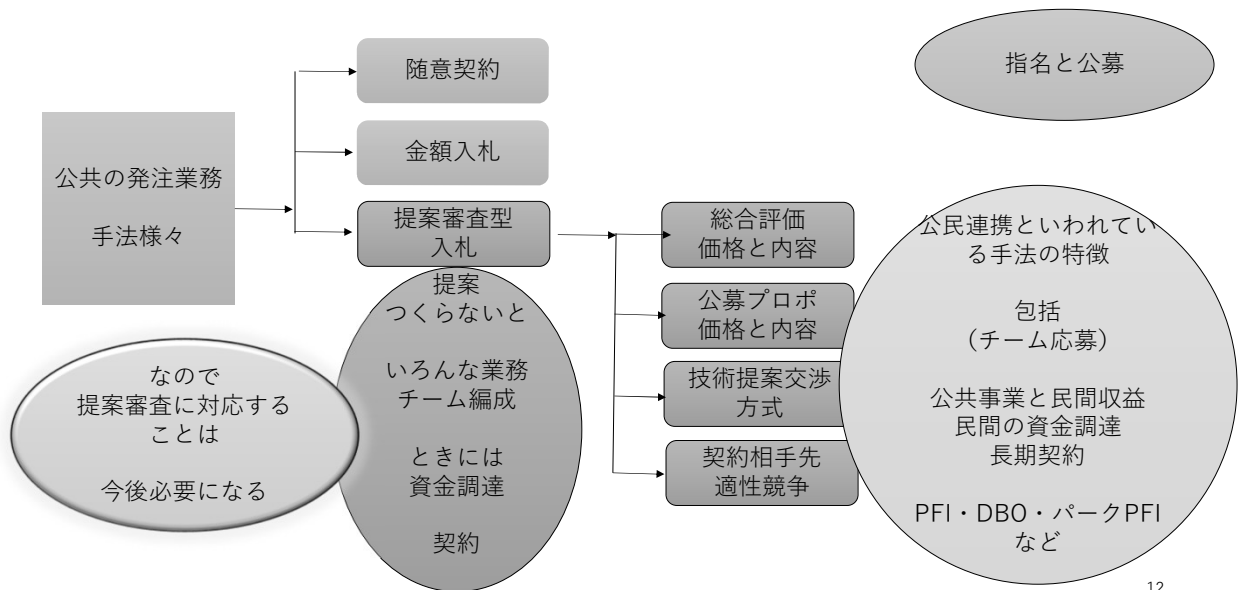 随意契約
指名と公募
金額入札
公共の発注業務
手法様々
提案審査型
入札
総合評価
価格と内容
公募プロポ
価格と内容
技術提案交渉
方式
契約相手先
適性競争
提案
つくらないと
いろんな業務
チーム編成
ときには
資金調達
契約
なので
提案審査に対応する
ことは
今後必要になる
公民連携といわれてい
る手法の特徴
包括
(チーム応募)
公共事業と民間収益
民間の資金調達
長期契約
PFI・DBO・パークPFI
など
12